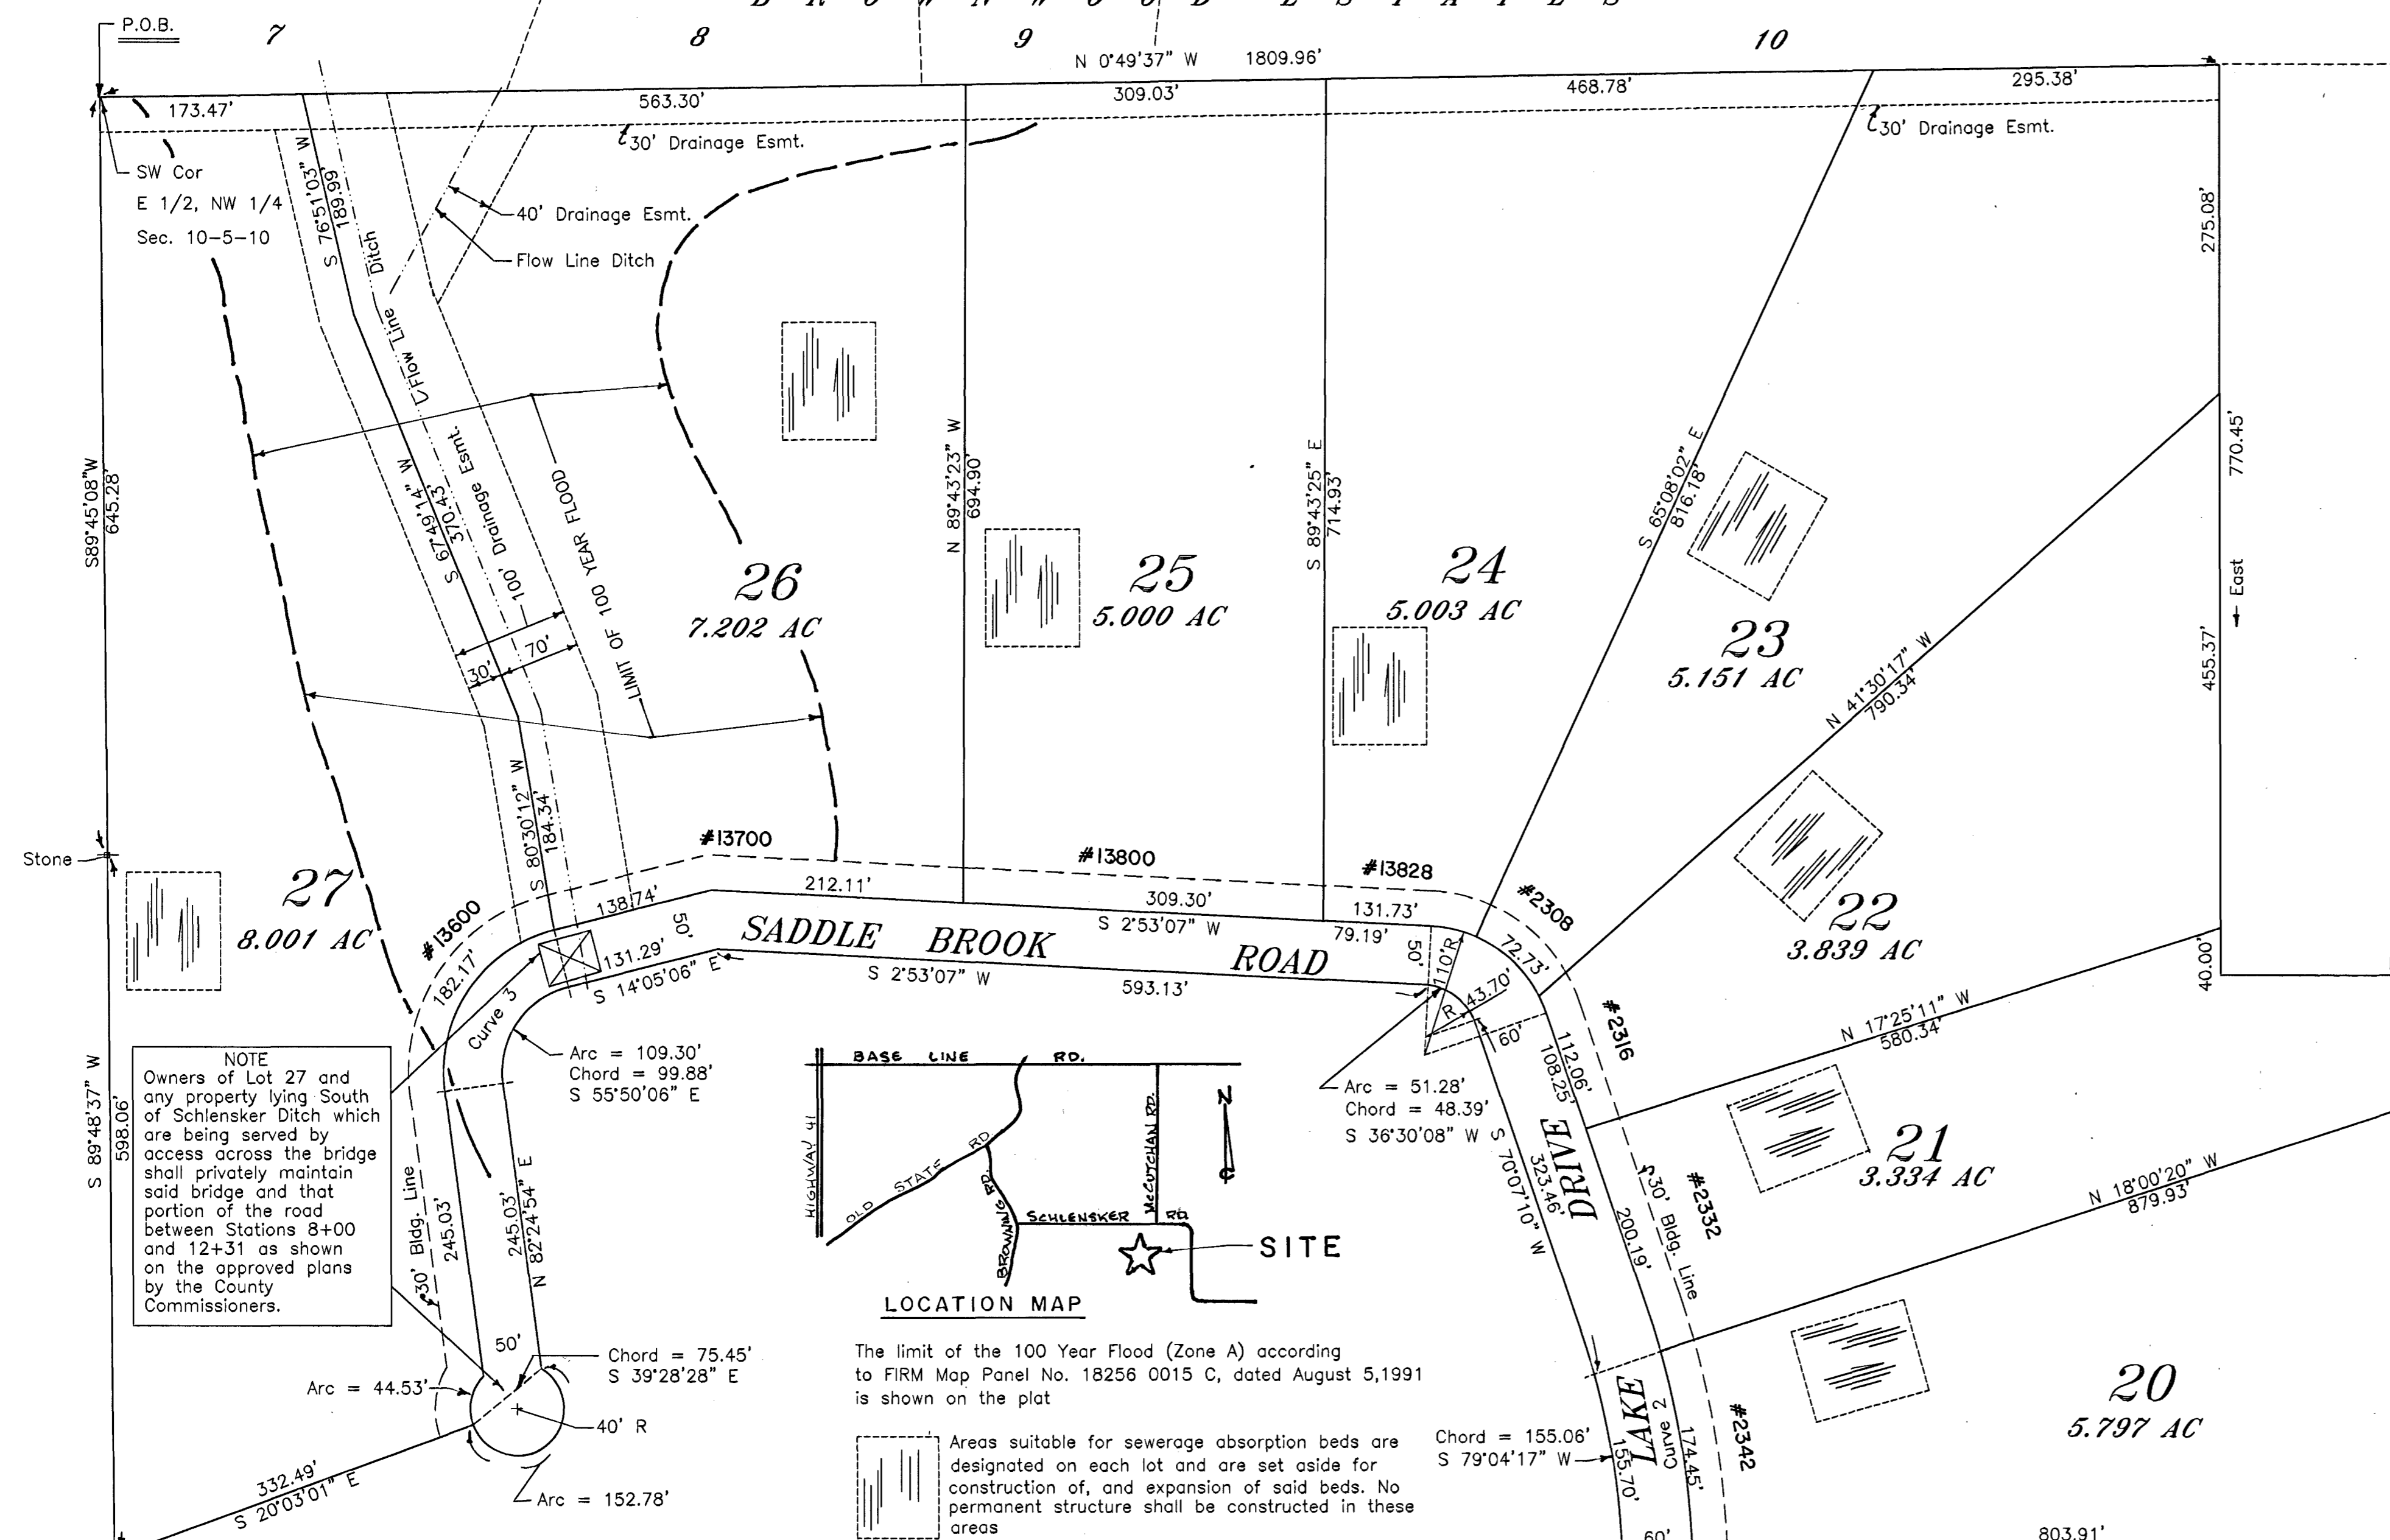 B R O W N W O O D E S T A T E S
P.O.B.
7
8
9
10
N 0°49'37" W 1809.96'
173.47'
563.30'
309.03'
468.78'
295.38'
30' Drainage Esmt.
30' Drainage Esmt.
SW Cor
E 1/2, NW 1/4
Sec. 10-5-10
S 76°51'03" W
189.99'
Flow Line Ditch
40' Drainage Esmt.
Flow Line Ditch
275.08'
S89°45'08"W
645.28'
S 67°49'14" W
370.43'
100' Drainage Esmt.
LIMIT OF 100 YEAR FLOOD
30'
70'
26
7.202 AC
N 89°43'23" W
694.90'
25
5.000 AC
S 89°43'25" E
714.93'
24
5.003 AC
S 65°08'02" E
816.18'
23
5.151 AC
N 41°30'17" W
790.34'
770.45'
East
455.37'
40.00'
S 80°30'12" W
184.34'
Stone
27
8.001 AC
#13600
#13700
#13800
#13828
#2308
22
3.839 AC
182.17'
138.74'
50'
212.11'
309.30'
S 2°53'07" W
131.73'
79.19'
50'
110'R
72.73'
SADDLE BROOK ROAD
131.29'
S 14°05'06" E
S 2°53'07" W
593.13'
R
43.70'
60'
Curve 3
Arc = 109.30'
Chord = 99.88'
S 55°50'06" E
Arc = 51.28'
Chord = 48.39'
S 36°30'08" W
112.06'
108.25'
#2316
N 17°25'11" W
580.34'
S 89°48'37" W
598.06'
NOTE
Owners of Lot 27 and
any property lying South
of Schlensker Ditch which
are being served by
access across the bridge
shall privately maintain
said bridge and that
portion of the road
between Stations 8+00
and 12+31 as shown
on the approved plans
by the County
Commissioners.
30' Bldg. Line
245.03'
245.03'
N 82°24'54" E
50'
BASE LINE RD.
HIGHWAY 41
OLD STATE RD
BROWNING RD.
McCUTCHAN RD.
SCHLENSKER RD.
N
SITE
LOCATION MAP
S 70°07'10" W
323.46'
DRIVE
200.19'
30' Bldg. Line
#2332
21
3.334 AC
N 18°00'20" W
879.93'
Chord = 75.45'
S 39°28'28" E
Arc = 44.53'
40' R
Arc = 152.78'
332.49'
S 20°03'01" E
The limit of the 100 Year Flood (Zone A) according
to FIRM Map Panel No. 18256 0015 C, dated August 5,1991
is shown on the plat
Areas suitable for sewerage absorption beds are
designated on each lot and are set aside for
construction of, and expansion of said beds. No
permanent structure shall be constructed in these
areas
Chord = 155.06'
S 79°04'17" W
155.70'
LAKE
Curve 2
174.45'
#2342
60'
20
5.797 AC
803.91'